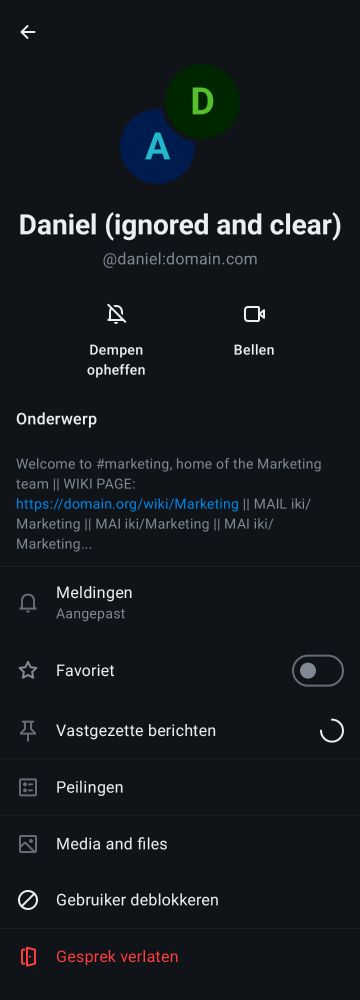 D
A
Daniel (ignored and clear)
@daniel:domain.com
Dempen
opheffen
Bellen
Onderwerp
Welcome to #marketing, home of the Marketing
team || WIKI PAGE:
https://domain.org/wiki/Marketing || MAIL iki/
Marketing || MAI iki/Marketing || MAI iki/
Marketing...
Meldingen
Aangepast
Favoriet
Vastgezette berichten
Peilingen
Media and files
Gebruiker deblokkeren
Gesprek verlaten